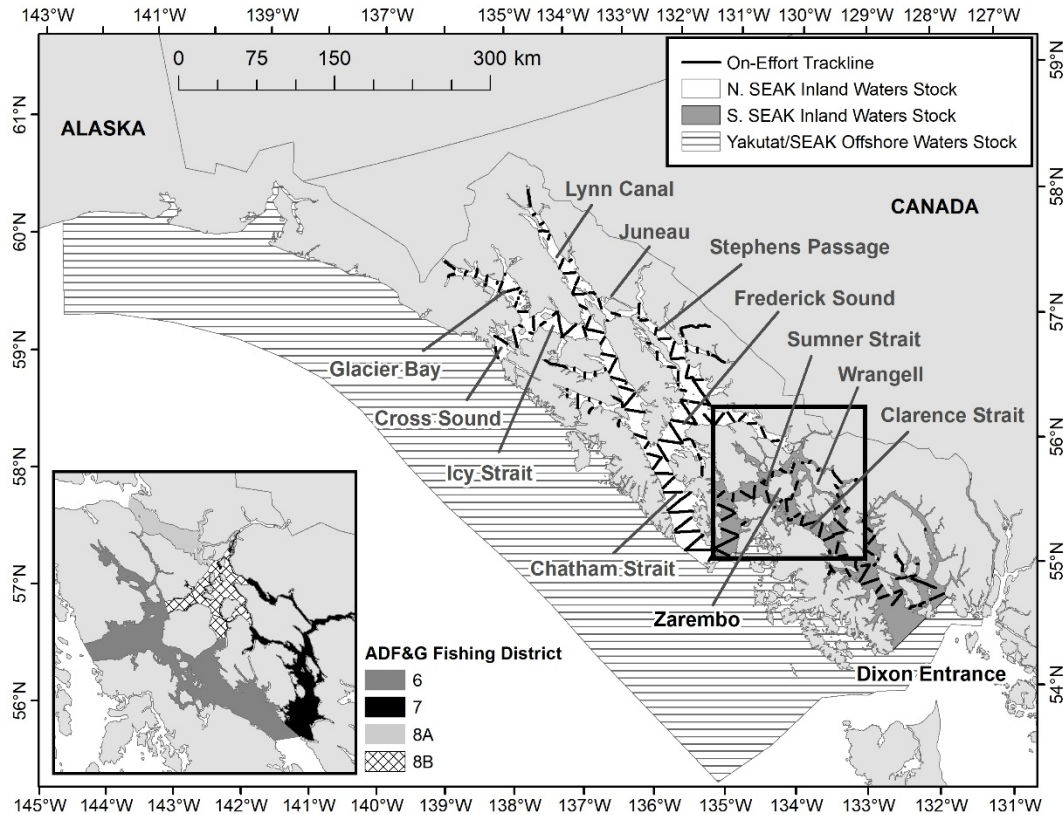 143°W 141°W 139°W 137°W 135°W 134°W 133°W 132°W 131°W 130°W 129°W 128°W 127°W
0 75 150 300 km
On-Effort Trackline
N. SEAK Inland Waters Stock
S. SEAK Inland Waters Stock
Yakutat/SEAK Offshore Waters Stock
61°N
60°N
59°N
58°N
57°N
56°N
59°N
58°N
57°N
56°N
55°N
54°N
ALASKA
CANADA
Lynn Canal
Juneau
Stephens Passage
Frederick Sound
Sumner Strait
Wrangell
Clarence Strait
Glacier Bay
Cross Sound
Icy Strait
Chatham Strait
Zarembo
Dixon Entrance
ADF&G Fishing District
6
7
8A
8B
145°W 144°W 143°W 142°W 141°W 140°W 139°W 138°W 137°W 136°W 135°W 134°W 133°W 132°W 131°W